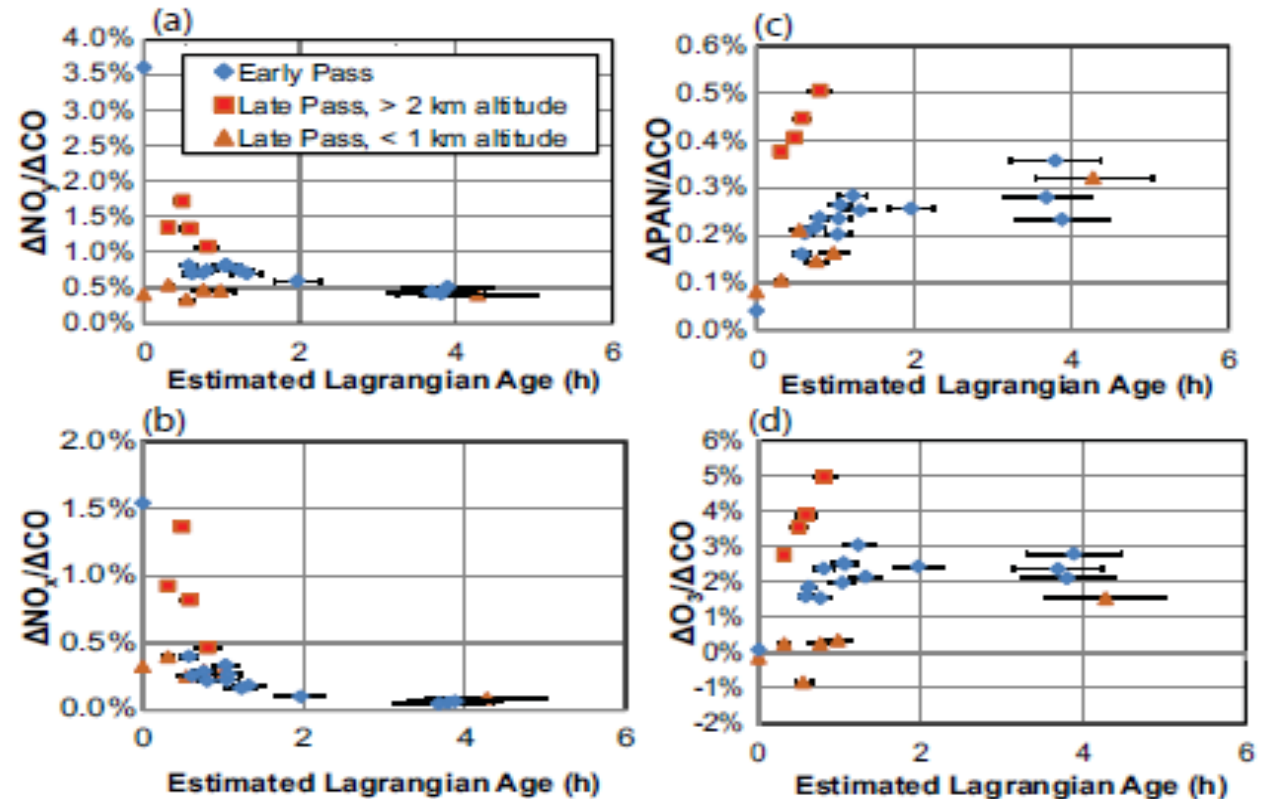 (a)
4.0%
3.5%
3.0%
2.5%
2.0%
1.5%
1.0%
0.5%
0.0%
ΔNOy/ΔCO
Early Pass
Late Pass, > 2 km altitude
Late Pass, < 1 km altitude
0 2 4 6
Estimated Lagrangian Age (h)
(c)
0.6%
0.5%
0.4%
0.3%
0.2%
0.1%
0.0%
ΔPAN/ΔCO
0 2 4 6
Estimated Lagrangian Age (h)
(b)
2.0%
1.5%
1.0%
0.5%
0.0%
ΔNOx/ΔCO
0 2 4 6
Estimated Lagrangian Age (h)
(d)
6%
5%
4%
3%
2%
1%
0%
-1%
-2%
ΔO3/ΔCO
0 2 4 6
Estimated Lagrangian Age (h)